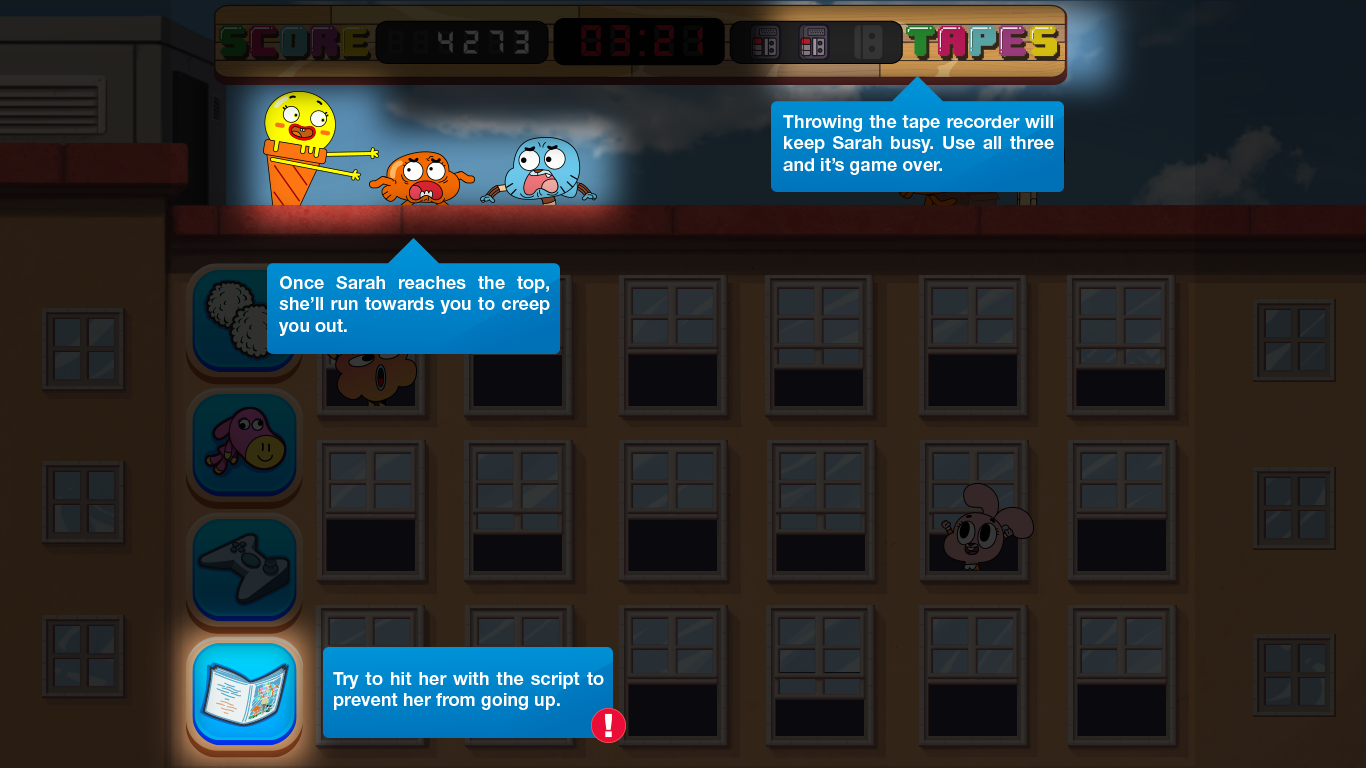 SCORE 4273 03:21 TAPES
Throwing the tape recorder will
keep Sarah busy. Use all three
and it’s game over.
Once Sarah reaches the top,
she’ll run towards you to creep
you out.
Try to hit her with the script to
prevent her from going up.
!